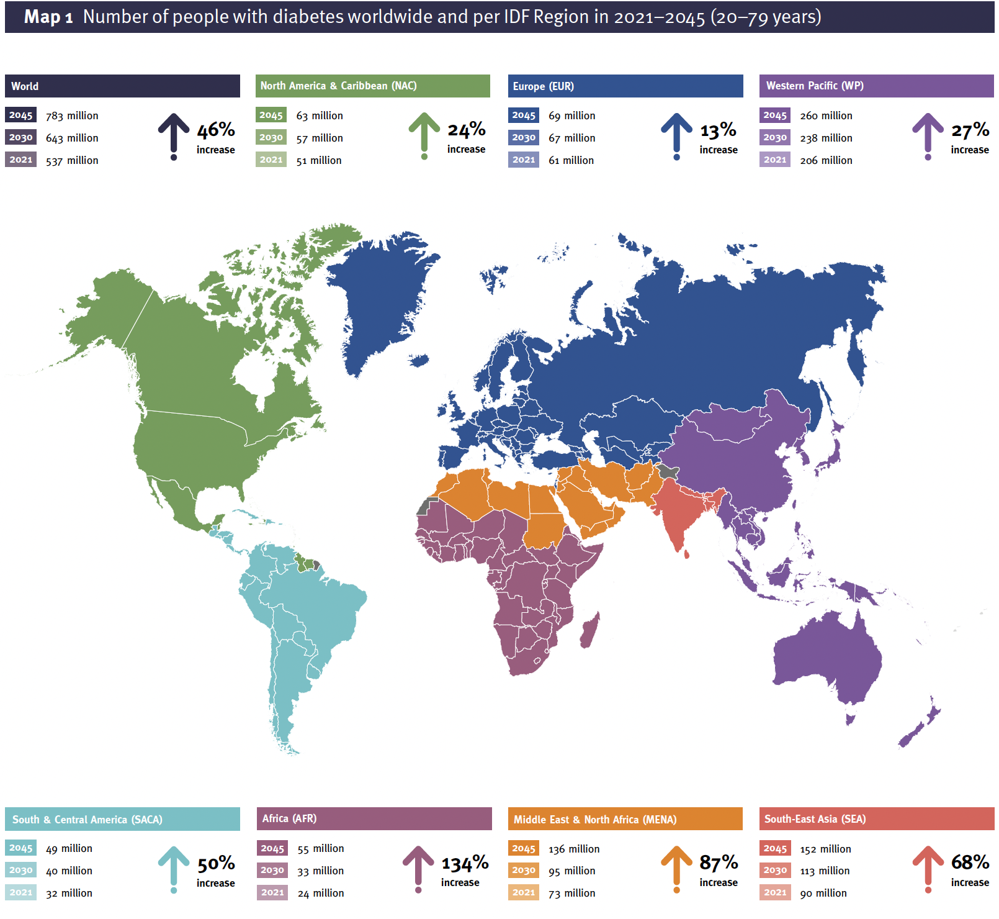 Map 1 Number of people with diabetes worldwide and per IDF Region in 2021–2045 (20–79 years)
World
2045 783 million
2030 643 million
2021 537 million
46%
increase
North America & Caribbean (NAC)
2045 63 million
2030 57 million
2021 51 million
24%
increase
Europe (EUR)
2045 69 million
2030 67 million
2021 61 million
13%
increase
Western Pacific (WP)
2045 260 million
2030 238 million
2021 206 million
27%
increase
South & Central America (SACA)
2045 49 million
2030 40 million
2021 32 million
50%
increase
Africa (AFR)
2045 55 million
2030 33 million
2021 24 million
134%
increase
Middle East & North Africa (MENA)
2045 136 million
2030 95 million
2021 73 million
87%
increase
South-East Asia (SEA)
2045 152 million
2030 113 million
2021 90 million
68%
increase